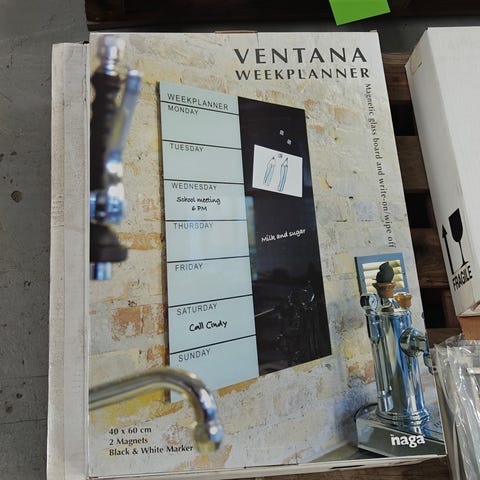 VENTANA
WEEKPLANNER
Magnetic glass board and write-on/wipe off
WEEKPLANNER
MONDAY
TUESDAY
WEDNESDAY
School meeting
6 PM
THURSDAY
FRIDAY
SATURDAY
Call Cindy
SUNDAY
Milk and sugar
40 x 60 cm
2 Magnets
Black & White Marker
naga
FRAGILE